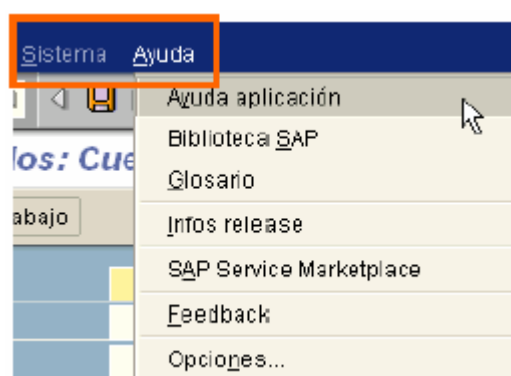 Sistema Ayuda
Ayuda aplicación
Biblioteca SAP
los: Cue
Glosario
abajo
Infos release
SAP Service Marketplace
Feedback
Opciones...